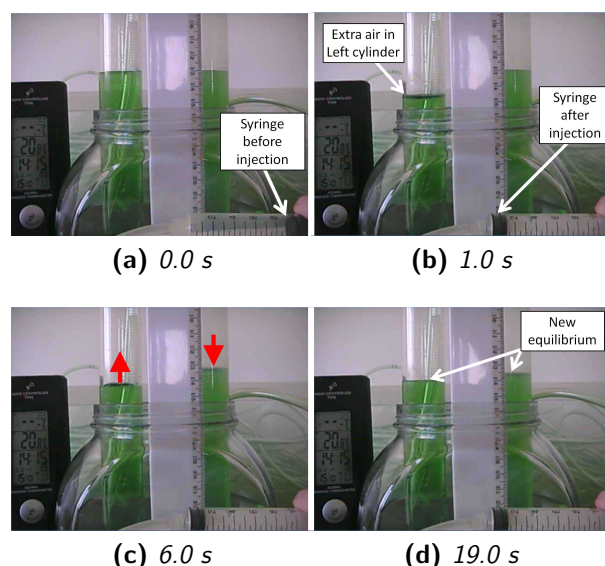 Syringe
before
injection
(a) 0.0 s
Extra air in
Left cylinder
Syringe
after
injection
(b) 1.0 s
(c) 6.0 s
New
equilibrium
(d) 19.0 s